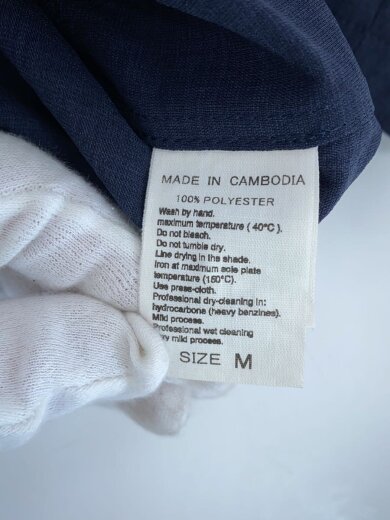 MADE IN CAMBODIA
100% POLYESTER
Wash by hand.
maximum temperature ( 40°C ).
Do not bleach.
Do not tumble dry.
Line drying in the shade.
Iron at maximum sole plate
temperature (150°C).
Use press-cloth.
Professional dry-cleaning in:
hydrocarbon (heavy benzines).
Mild process.
Professional wet cleaning
mild process.
SIZE M